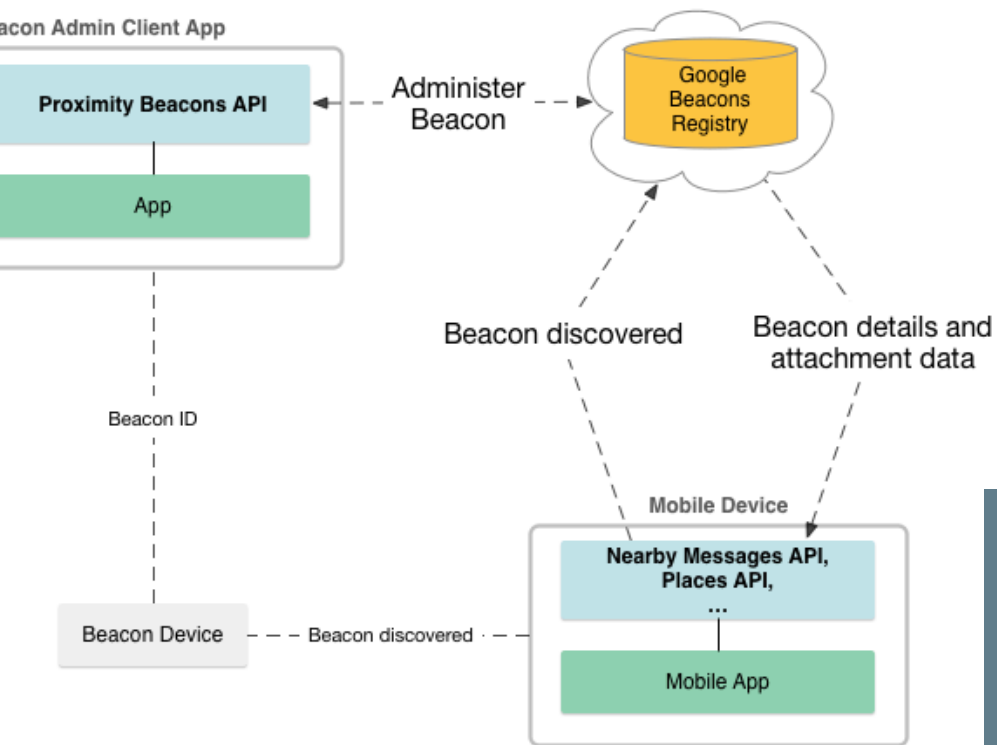 acon Admin Client App
Proximity Beacons API
App
Administer
Beacon
Google
Beacons
Registry
Beacon discovered
Beacon details and
attachment data
Beacon ID
Mobile Device
Nearby Messages API,
Places API,
...
Mobile App
Beacon Device
Beacon discovered